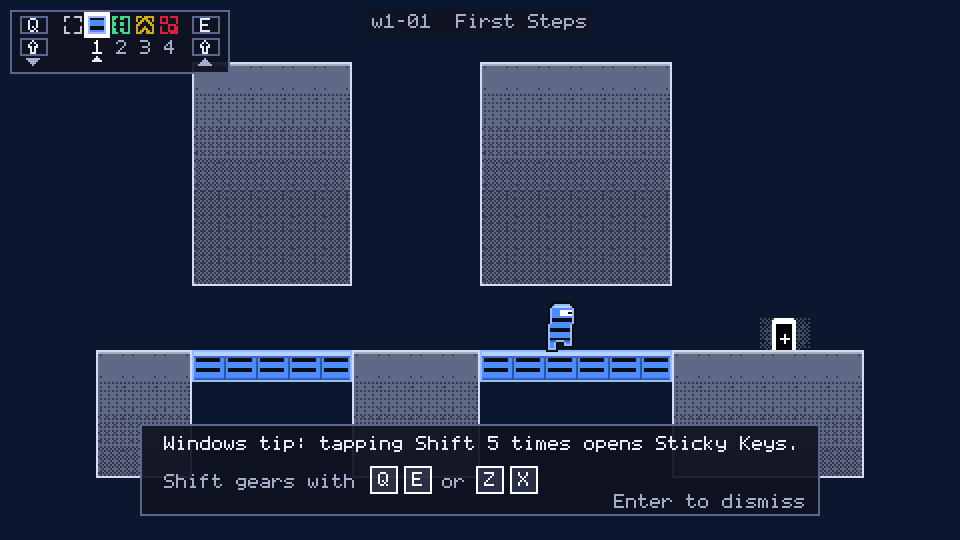 Q E
1 2 3 4
w1-01 First Steps
Windows tip: tapping Shift 5 times opens Sticky Keys.
Shift gears with Q E or Z X
Enter to dismiss